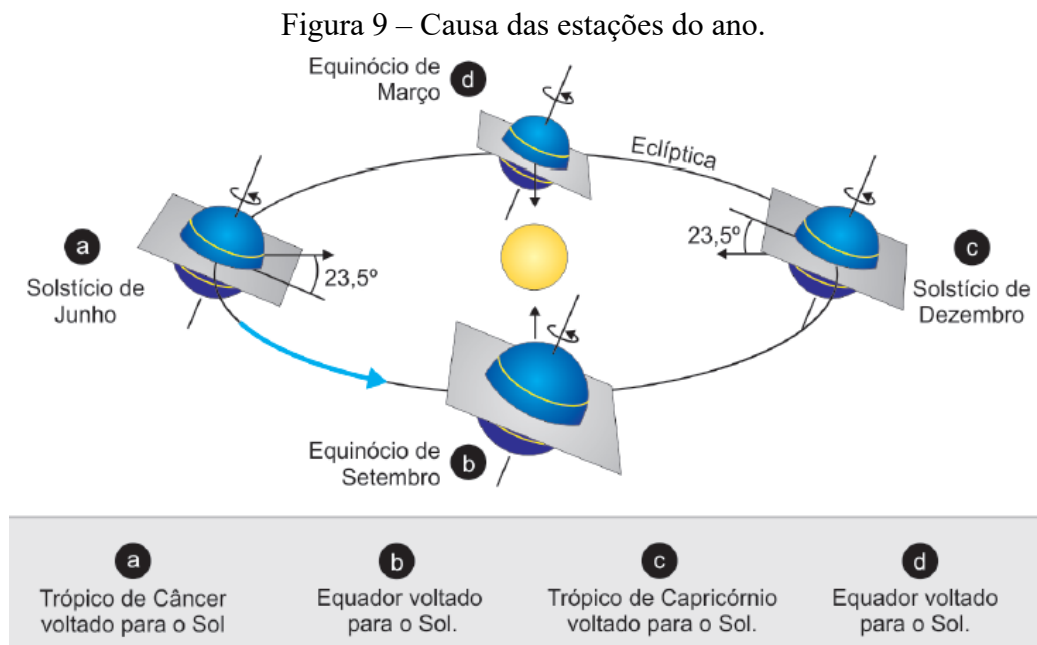 Figura 9 – Causa das estações do ano.
Equinócio de
Março
d
Eclíptica
a
Solstício de
Junho
23,5º
23,5º
c
Solstício de
Dezembro
Equinócio de
Setembro
b
a
Trópico de Câncer
voltado para o Sol
b
Equador voltado
para o Sol.
c
Trópico de Capricórnio
voltado para o Sol.
d
Equador voltado
para o Sol.